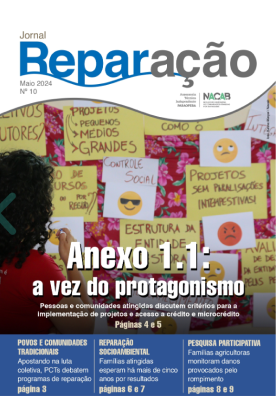 Jornal
Reparação
Maio 2024
Nº 10
NACAB
PROJETOS
PEQUENOS
MÉDIOS
GRANDES
COMO O
CONTROLE
SOCIAL
PROJETOS
SEM PARALISAÇÕES
INTEMPESTIVAS!
ESTRUTURA DA
Anexo 1.1:
a vez do protagonismo
Pessoas e comunidades atingidas discutem critérios para a
implementação de projetos e acesso a crédito e microcrédito
Páginas 4 e 5
POVOS E COMUNIDADES
TRADICIONAIS
Apostando na luta
coletiva, PCTs debatem
programas de reparação
página 3
REPARAÇÃO
SOCIOAMBIENTAL
Famílias atingidas
esperam há mais de cinco
anos por resultados
páginas 6 e 7
PESQUISA PARTICIPATIVA
Famílias agricultoras
monitoram danos
provocados pelo
rompimento
páginas 8 e 9